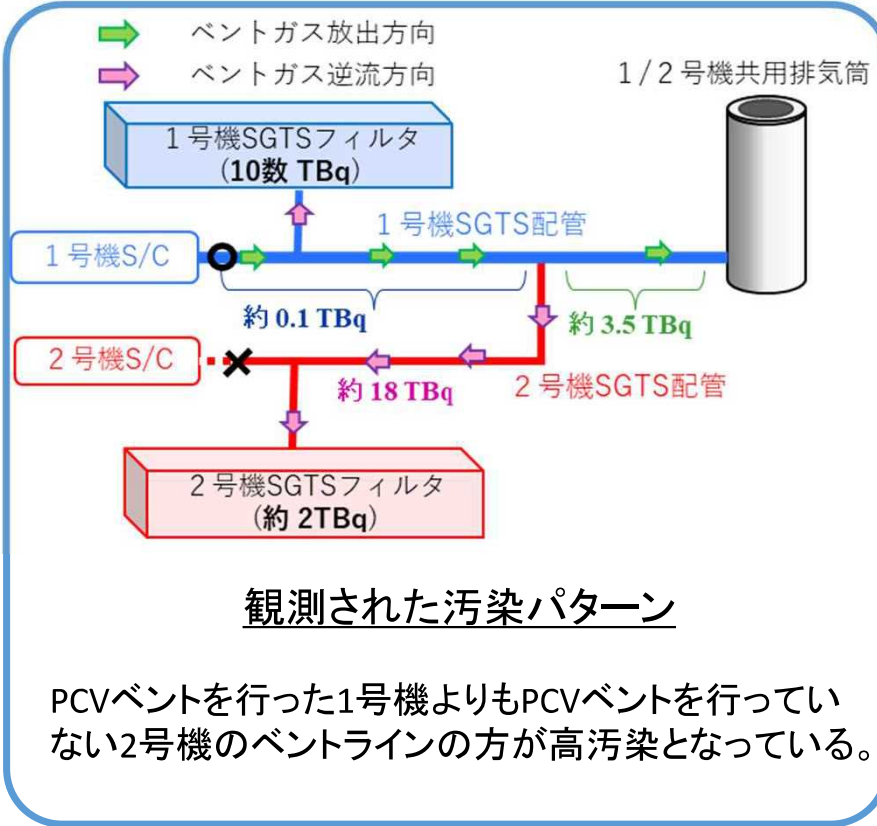 ベントガス放出方向
ベントガス逆流方向
1/2号機共用排気筒
1号機SGTSフィルタ
(10数 TBq)
1号機SGTS配管
1号機S/C
約 0.1 TBq
約 3.5 TBq
2号機S/C
約 18 TBq
2号機SGTS配管
2号機SGTSフィルタ
(約 2TBq)
観測された汚染パターン
PCVベントを行った1号機よりもPCVベントを行ってい
ない2号機のベントラインの方が高汚染となっている。